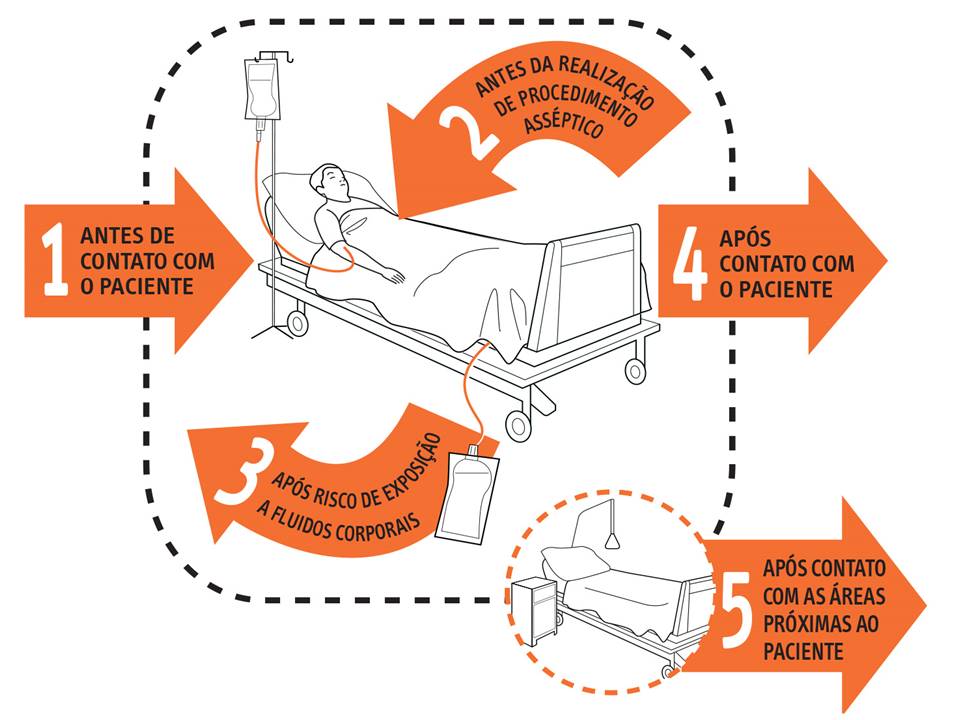 1
ANTES DE
CONTATO COM
O PACIENTE
2
ANTES DA REALIZAÇÃO
DE PROCEDIMENTO
ASSÉPTICO
3
APÓS RISCO DE EXPOSIÇÃO
A FLUIDOS CORPORAIS
4
APÓS
CONTATO COM
O PACIENTE
5
APÓS CONTATO
COM AS ÁREAS
PRÓXIMAS AO
PACIENTE